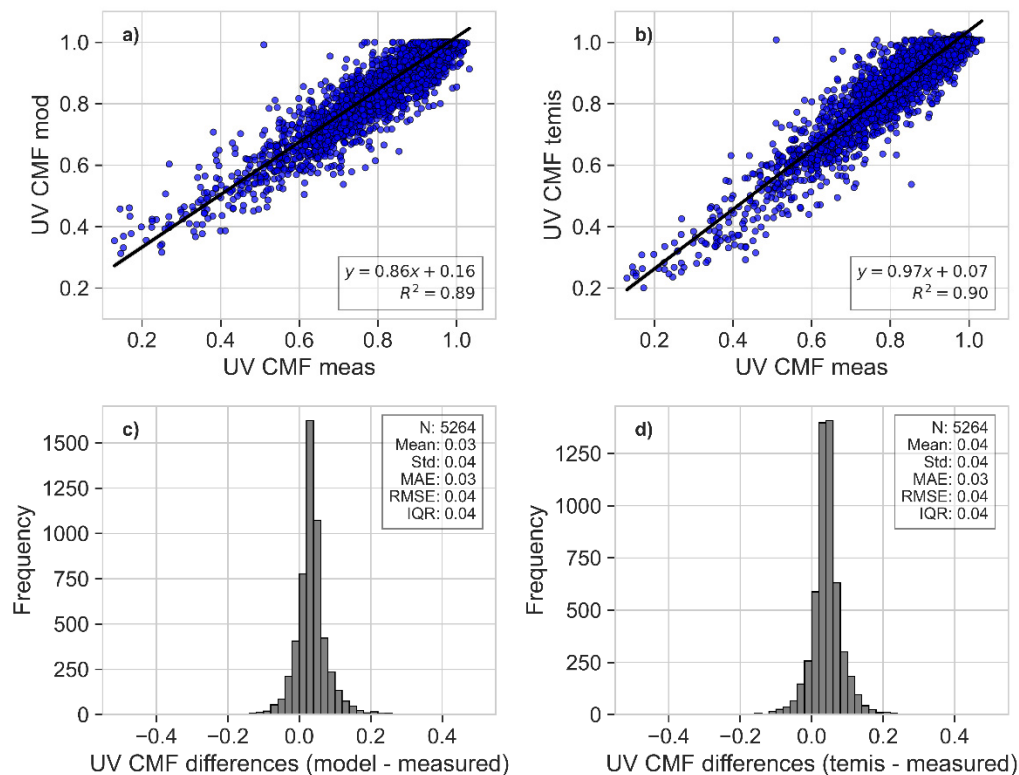 a)
1.0
0.8
0.6
0.4
0.2
UV CMF mod
y = 0.86x + 0.16
R² = 0.89
0.2 0.4 0.6 0.8 1.0
UV CMF meas
b)
1.0
0.8
0.6
0.4
0.2
UV CMF temis
y = 0.97x + 0.07
R² = 0.90
0.2 0.4 0.6 0.8 1.0
UV CMF meas
c)
N: 5264
Mean: 0.03
Std: 0.04
MAE: 0.03
RMSE: 0.04
IQR: 0.04
1500
1250
1000
750
500
250
0
Frequency
−0.4 −0.2 0.0 0.2 0.4
UV CMF differences (model - measured)
d)
N: 5264
Mean: 0.04
Std: 0.04
MAE: 0.03
RMSE: 0.04
IQR: 0.04
1250
1000
750
500
250
0
Frequency
−0.4 −0.2 0.0 0.2 0.4
UV CMF differences (temis - measured)